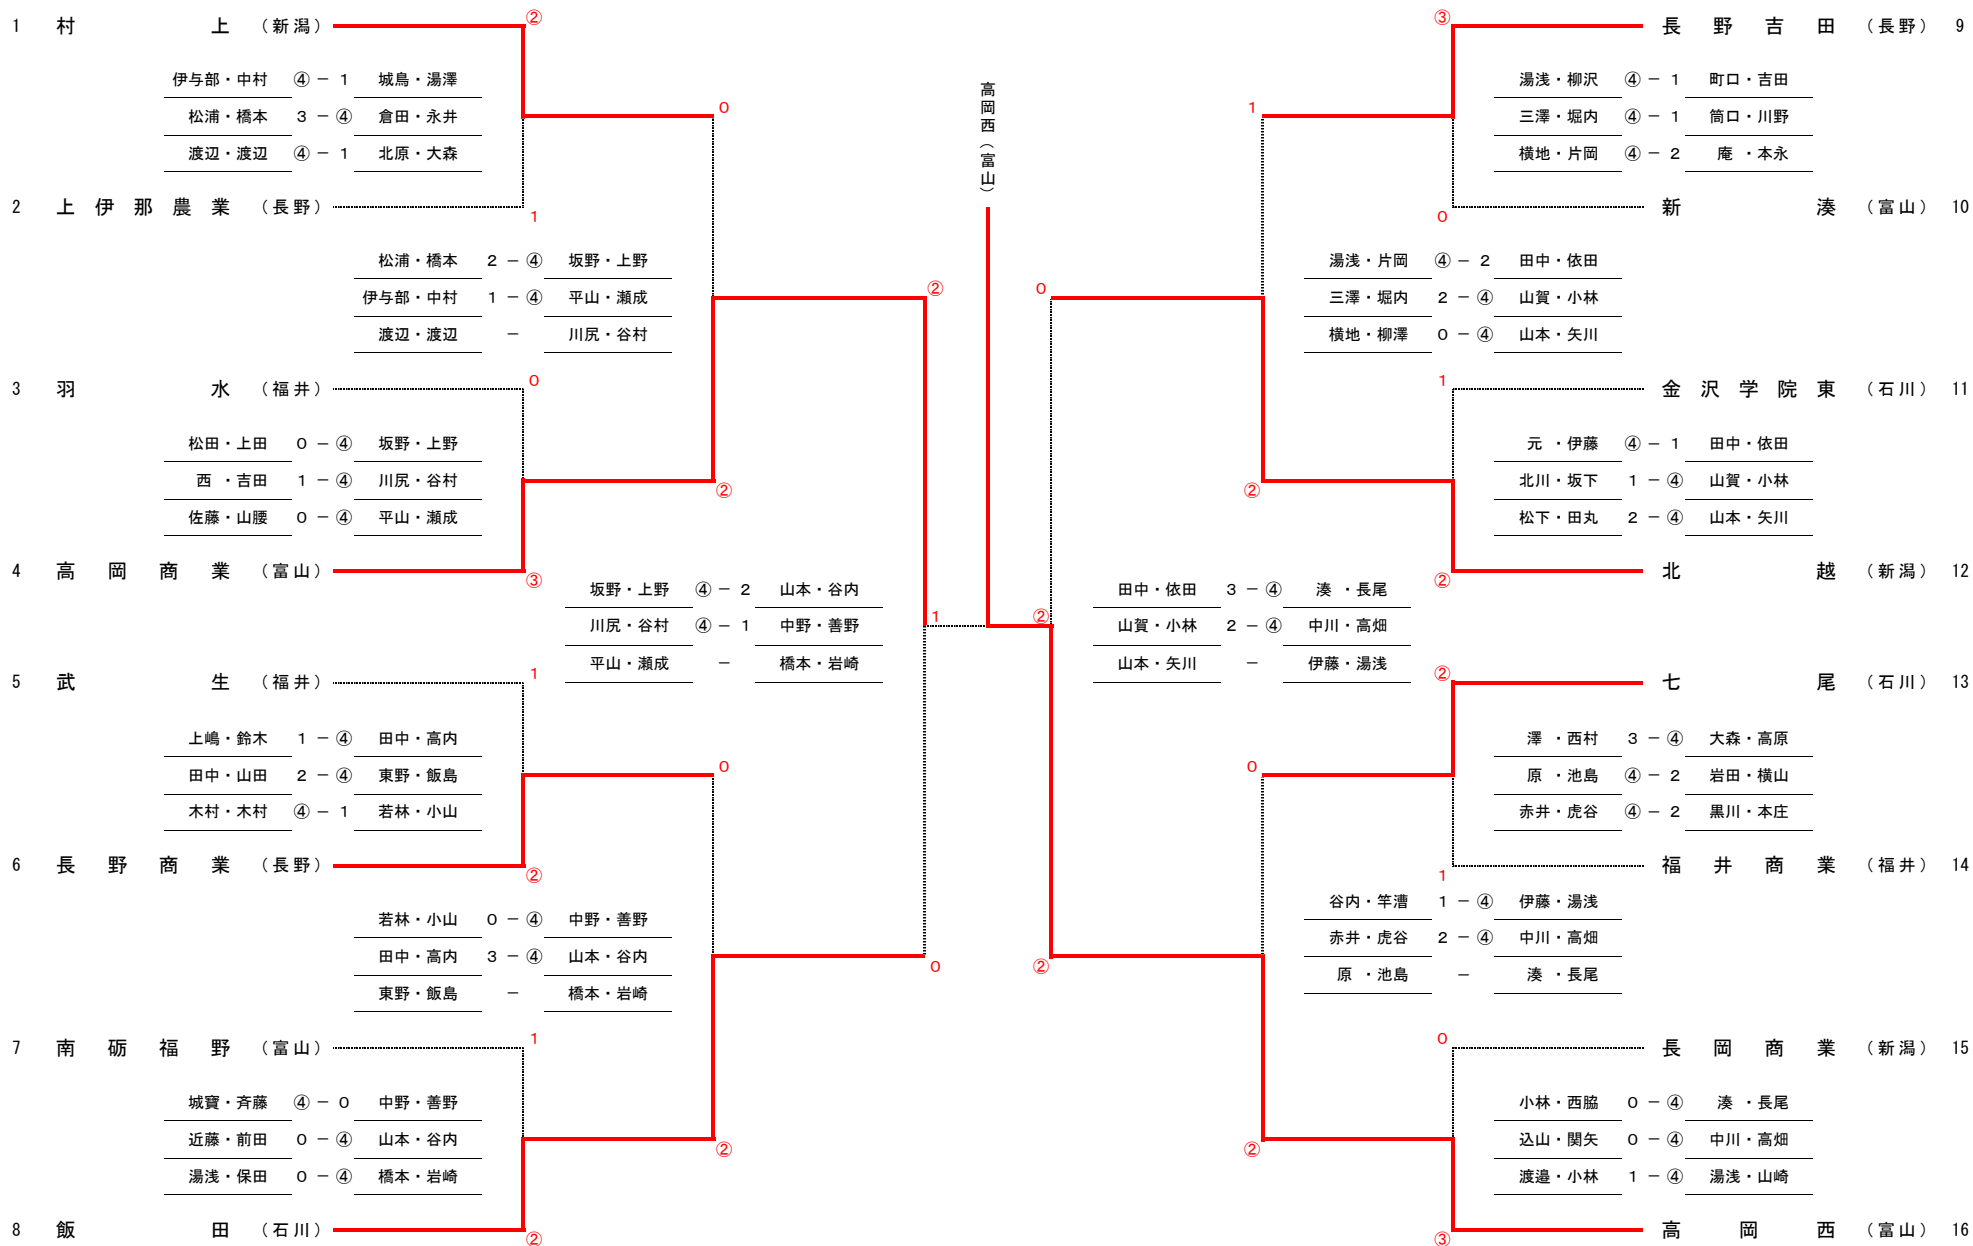 1 村上 （新潟） ②
伊与部・中村 ④ － 1 城鳥・湯澤
松浦・橋本 3 － ④ 倉田・永井
渡辺・渡辺 ④ － 1 北原・大森
0
2 上伊那農業 （長野） 1
松浦・橋本 2 － ④ 坂野・上野
伊与部・中村 1 － ④ 平山・瀬成
渡辺・渡辺 － 川尻・谷村
②
3 羽水 （福井） 0
松田・上田 0 － ④ 坂野・上野
西 ・吉田 1 － ④ 川尻・谷村
佐藤・山腰 0 － ④ 平山・瀬成
②
4 高岡商業 （富山） ③
坂野・上野 ④ － 2 山本・谷内
川尻・谷村 ④ － 1 中野・善野
平山・瀬成 － 橋本・岩崎
1
5 武生 （福井） 1
上嶋・鈴木 1 － ④ 田中・高内
田中・山田 2 － ④ 東野・飯島
木村・木村 ④ － 1 若林・小山
0
6 長野商業 （長野） ②
若林・小山 0 － ④ 中野・善野
田中・高内 3 － ④ 山本・谷内
東野・飯島 － 橋本・岩崎
0
7 南砺福野 （富山） 1
城寶・斉藤 ④ － 0 中野・善野
近藤・前田 0 － ④ 山本・谷内
湯浅・保田 0 － ④ 橋本・岩崎
②
8 飯田 （石川） ②
高岡西（富山）
③ 長野吉田 （長野） 9
湯浅・柳沢 ④ － 1 町口・吉田
三澤・堀内 ④ － 1 筒口・川野
横地・片岡 ④ － 2 庵 ・本永
1
0 新湊 （富山） 10
湯浅・片岡 ④ － 2 田中・依田
三澤・堀内 2 － ④ 山賀・小林
横地・柳澤 0 － ④ 山本・矢川
0
1 金沢学院東 （石川） 11
元 ・伊藤 ④ － 1 田中・依田
北川・坂下 1 － ④ 山賀・小林
松下・田丸 2 － ④ 山本・矢川
②
② 北越 （新潟） 12
田中・依田 3 － ④ 湊 ・長尾
山賀・小林 2 － ④ 中川・高畑
山本・矢川 － 伊藤・湯浅
②
② 七尾 （石川） 13
澤 ・西村 3 － ④ 大森・高原
原 ・池島 ④ － 2 岩田・横山
赤井・虎谷 ④ － 2 黒川・本庄
0
1 福井商業 （福井） 14
谷内・竿漕 1 － ④ 伊藤・湯浅
赤井・虎谷 2 － ④ 中川・高畑
原 ・池島 － 湊 ・長尾
②
0 長岡商業 （新潟） 15
小林・西脇 0 － ④ 湊 ・長尾
込山・関矢 0 － ④ 中川・高畑
渡邉・小林 1 － ④ 湯浅・山崎
②
③ 高岡西 （富山） 16